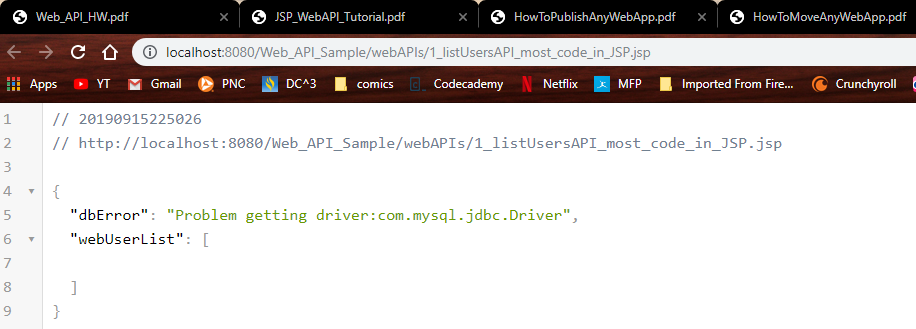 Web_API_HW.pdf JSP_WebAPI_Tutorial.pdf HowToPublishAnyWebApp.pdf HowToMoveAnyWebApp.pdf
localhost:8080/Web_API_Sample/webAPIs/1_listUsersAPI_most_code_in_JSP.jsp
Apps YT Gmail PNC DC^3 comics Codecademy Netflix MFP Imported From Fire... Crunchyroll
1 // 20190915225026
2 // http://localhost:8080/Web_API_Sample/webAPIs/1_listUsersAPI_most_code_in_JSP.jsp
3
4 {
5 "dbError": "Problem getting driver:com.mysql.jdbc.Driver",
6 "webUserList": [
7
8 ]
9 }